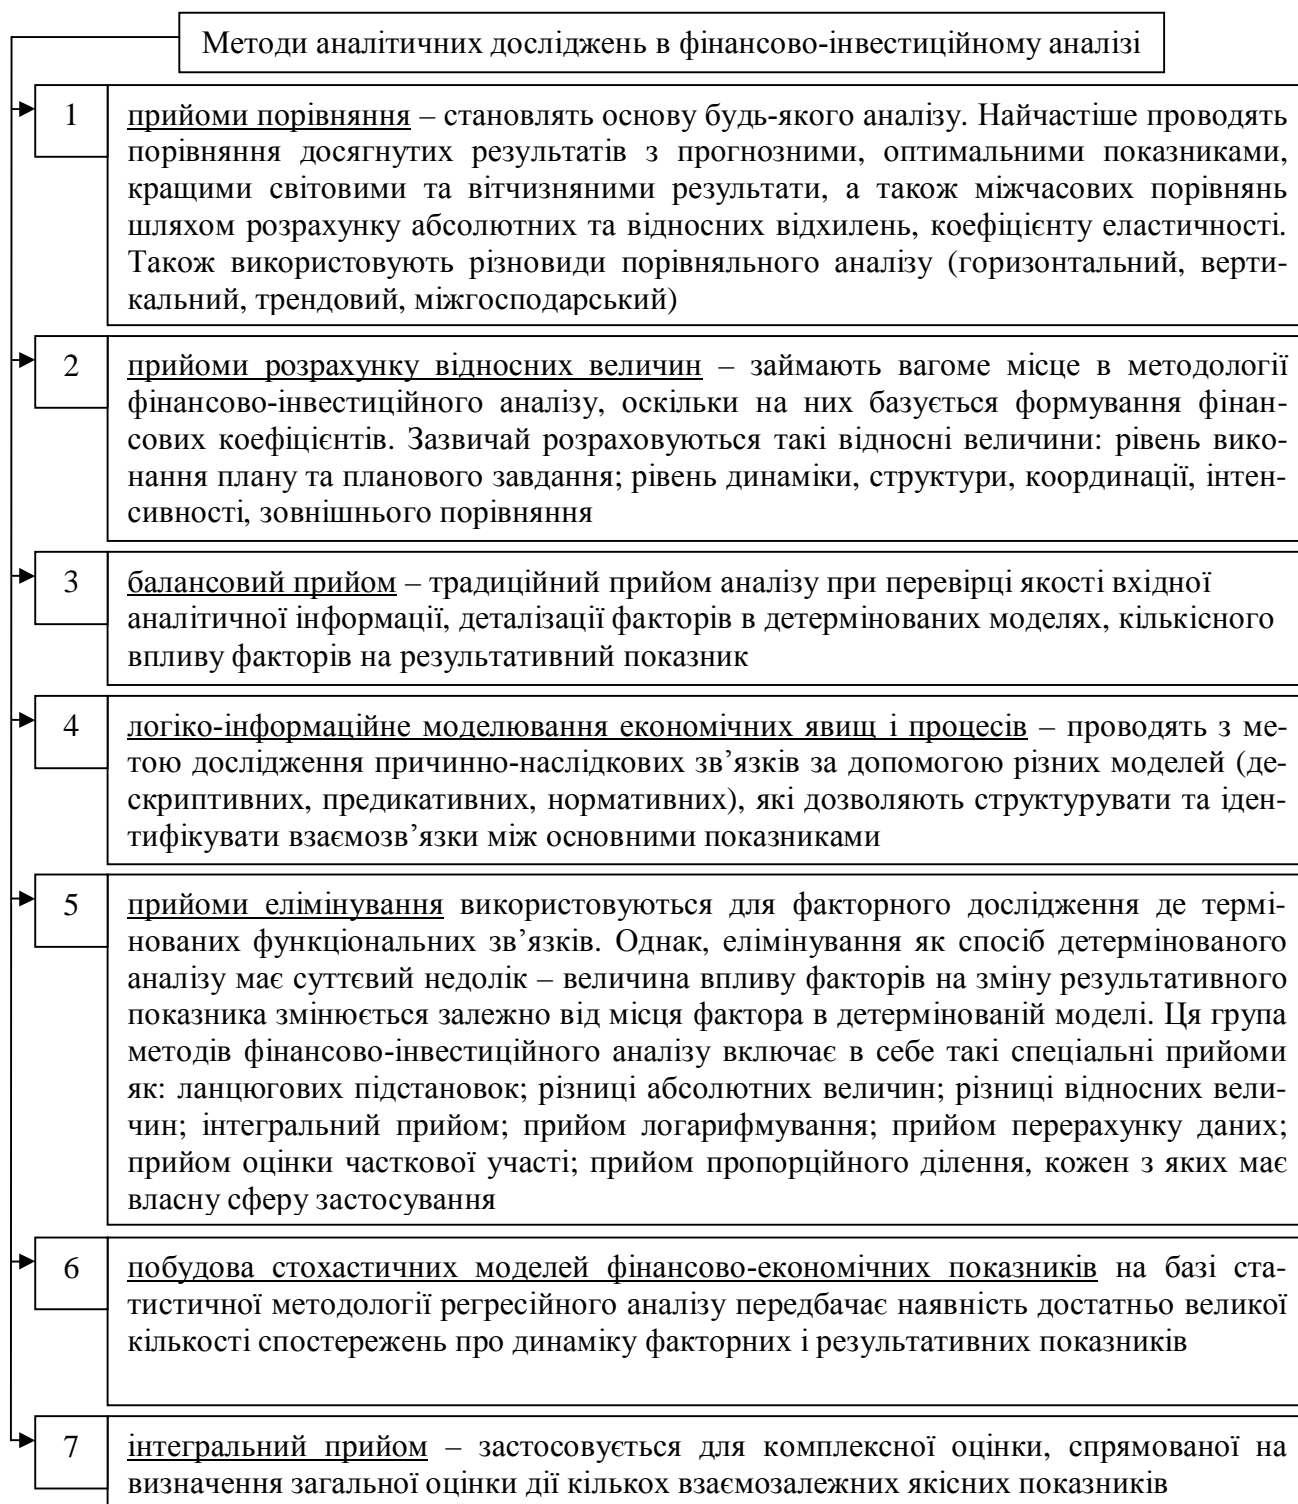 Методи аналітичних досліджень в фінансово-інвестиційному аналізі
1
прийоми порівняння – становлять основу будь-якого аналізу. Найчастіше проводять
порівняння досягнутих результатів з прогнозними, оптимальними показниками,
кращими світовими та вітчизняними результати, а також міжчасових порівнянь
шляхом розрахунку абсолютних та відносних відхилень, коефіцієнту еластичності.
Також використовують різновиди порівняльного аналізу (горизонтальний, верти-
кальний, трендовий, міжгосподарський)
2
прийоми розрахунку відносних величин – займають вагоме місце в методології
фінансово-інвестиційного аналізу, оскільки на них базується формування фінан-
сових коефіцієнтів. Зазвичай розраховуються такі відносні величини: рівень вико-
нання плану та планового завдання; рівень динаміки, структури, координації, інтен-
сивності, зовнішнього порівняння
3
балансовий прийом – традиційний прийом аналізу при перевірці якості вхідної
аналітичної інформації, деталізації факторів в детермінованих моделях, кількісного
впливу факторів на результативний показник
4
логіко-інформаційне моделювання економічних явищ і процесів – проводять з ме-
тою дослідження причинно-наслідкових зв’язків за допомогою різних моделей (де-
скриптивних, предикативних, нормативних), які дозволяють структурувати та іден-
тифікувати взаємозв’язки між основними показниками
5
прийоми елімінування використовуються для факторного дослідження де термі-
нованих функціональних зв’язків. Однак, елімінування як спосіб детермінованого
аналізу має суттєвий недолік – величина впливу факторів на зміну результативного
показника змінюється залежно від місця фактора в детермінованій моделі. Ця група
методів фінансово-інвестиційного аналізу включає в себе такі спеціальні прийоми
як: ланцюгових підстановок; різниці абсолютних величин; різниці відносних вели-
чин; інтегральний прийом; прийом логарифмування; прийом перерахунку даних;
прийом оцінки часткової участі; прийом пропорційного ділення, кожен з яких має
власну сферу застосування
6
побудова стохастичних моделей фінансово-економічних показників на базі ста-
тистичної методології регресійного аналізу передбачає наявність достатньо великої
кількості спостережень про динаміку факторних і результативних показників
7
інтегральний прийом – застосовується для комплексної оцінки, спрямованої на
визначення загальної оцінки дії кількох взаємозалежних якісних показників